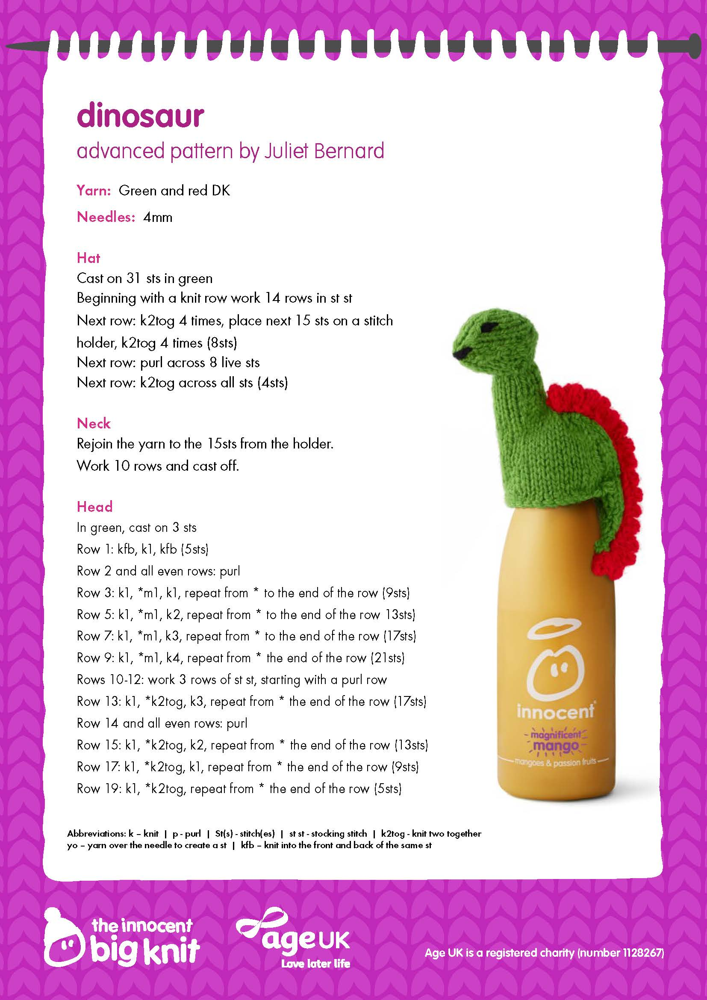 dinosaur
advanced pattern by Juliet Bernard
Yarn: Green and red DK
Needles: 4mm
Hat
Cast on 31 sts in green
Beginning with a knit row work 14 rows in st st
Next row: k2tog 4 times, place next 15 sts on a stitch
holder, k2tog 4 times (8sts)
Next row: purl across 8 live sts
Next row: k2tog across all sts (4sts)
Neck
Rejoin the yarn to the 15sts from the holder.
Work 10 rows and cast off.
Head
In green, cast on 3 sts
Row 1: kfb, k1, kfb (5sts)
Row 2 and all even rows: purl
Row 3: k1, *m1, k1, repeat from * to the end of the row (9sts)
Row 5: k1, *m1, k2, repeat from * to the end of the row 13sts)
Row 7: k1, *m1, k3, repeat from * to the end of the row (17sts)
Row 9: k1, *m1, k4, repeat from * the end of the row (21sts)
Rows 10-12: work 3 rows of st st, starting with a purl row
Row 13: k1, *k2tog, k3, repeat from * the end of the row (17sts)
Row 14 and all even rows: purl
Row 15: k1, *k2tog, k2, repeat from * the end of the row (13sts)
Row 17: k1, *k2tog, k1, repeat from * the end of the row (9sts)
Row 19: k1, *k2tog, repeat from * the end of the row (5sts)
innocent
magnificent
mango
mangoes & passion fruits
Abbreviations: k – knit | p - purl | St(s) - stitch(es) | st st - stocking stitch | k2tog - knit two together
yo – yarn over the needle to create a st | kfb – knit into the front and back of the same st
the innocent
big knit
age UK
Love later life
Age UK is a registered charity (number 1128267)